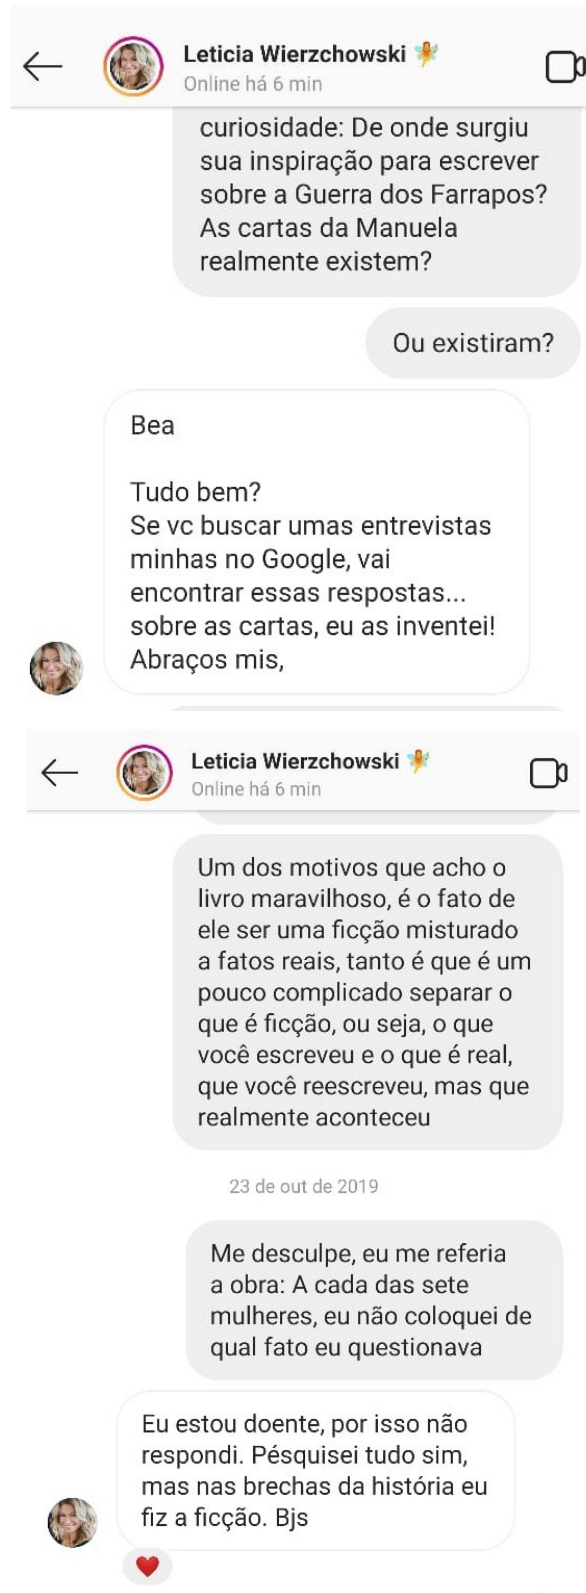 Leticia Wierzchowski 🧚
Online há 6 min
curiosidade: De onde surgiu
sua inspiração para escrever
sobre a Guerra dos Farrapos?
As cartas da Manuela
realmente existem?
Ou existiram?
Bea
Tudo bem?
Se vc buscar umas entrevistas
minhas no Google, vai
encontrar essas respostas...
sobre as cartas, eu as inventei!
Abraços mis,
Leticia Wierzchowski 🧚
Online há 6 min
Um dos motivos que acho o
livro maravilhoso, é o fato de
ele ser uma ficção misturado
a fatos reais, tanto é que é um
pouco complicado separar o
que é ficção, ou seja, o que
você escreveu e o que é real,
que você reescreveu, mas que
realmente aconteceu
23 de out de 2019
Me desculpe, eu me referia
a obra: A cada das sete
mulheres, eu não coloquei de
qual fato eu questionava
Eu estou doente, por isso não
respondi. Pésquisei tudo sim,
mas nas brechas da história eu
fiz a ficção. Bjs